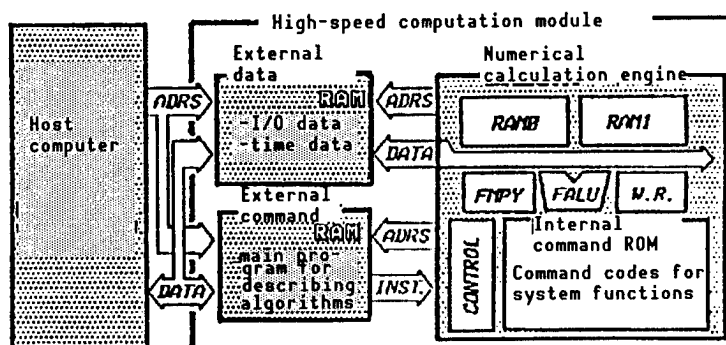 High-speed computation module
External
data
Numerical
calculation engine
Host
computer
ADRS
RAM
-I/O data
-time data
ADRS
DATA
RAM0
RAM1
FMPY
FALU
W.R.
External
command
RAM
main pro-
gram for
describing
algorithms
DATA
ADRS
INST.
CONTROL
Internal
command ROM
Command codes for
system functions